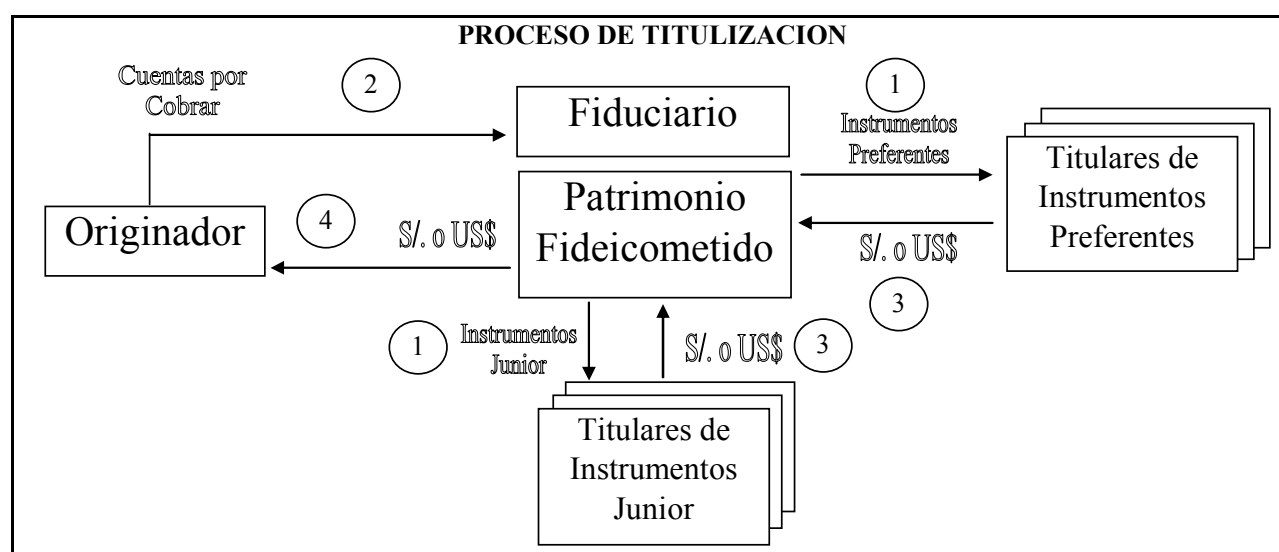 PROCESO DE TITULIZACION
Cuentas por
Cobrar
2
Fiduciario
1
Instrumentos
Preferentes
Titulares de
Instrumentos
Preferentes
Originador
4
S/. o US$
Patrimonio
Fideicometido
S/. o US$
3
1
Instrumentos
Junior
S/. o US$
3
Titulares de
Instrumentos
Junior